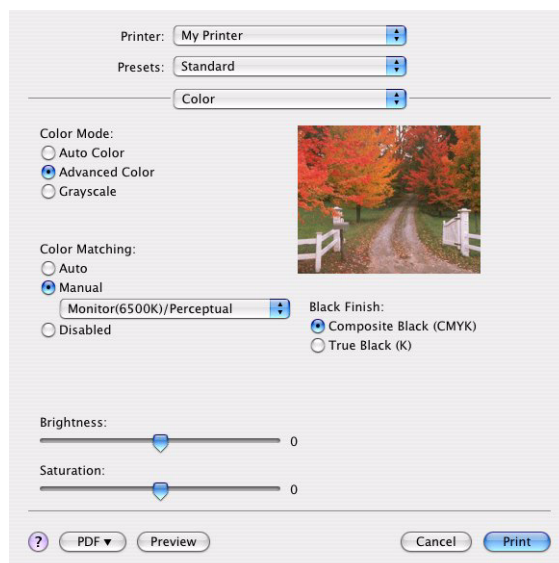 Printer: My Printer
Presets: Standard
Color
Color Mode:
Auto Color
Advanced Color
Grayscale
Color Matching:
Auto
Manual
Monitor(6500K)/Perceptual
Disabled
Black Finish:
Composite Black (CMYK)
True Black (K)
Brightness:
0
Saturation:
0
? PDF▼ Preview Cancel Print